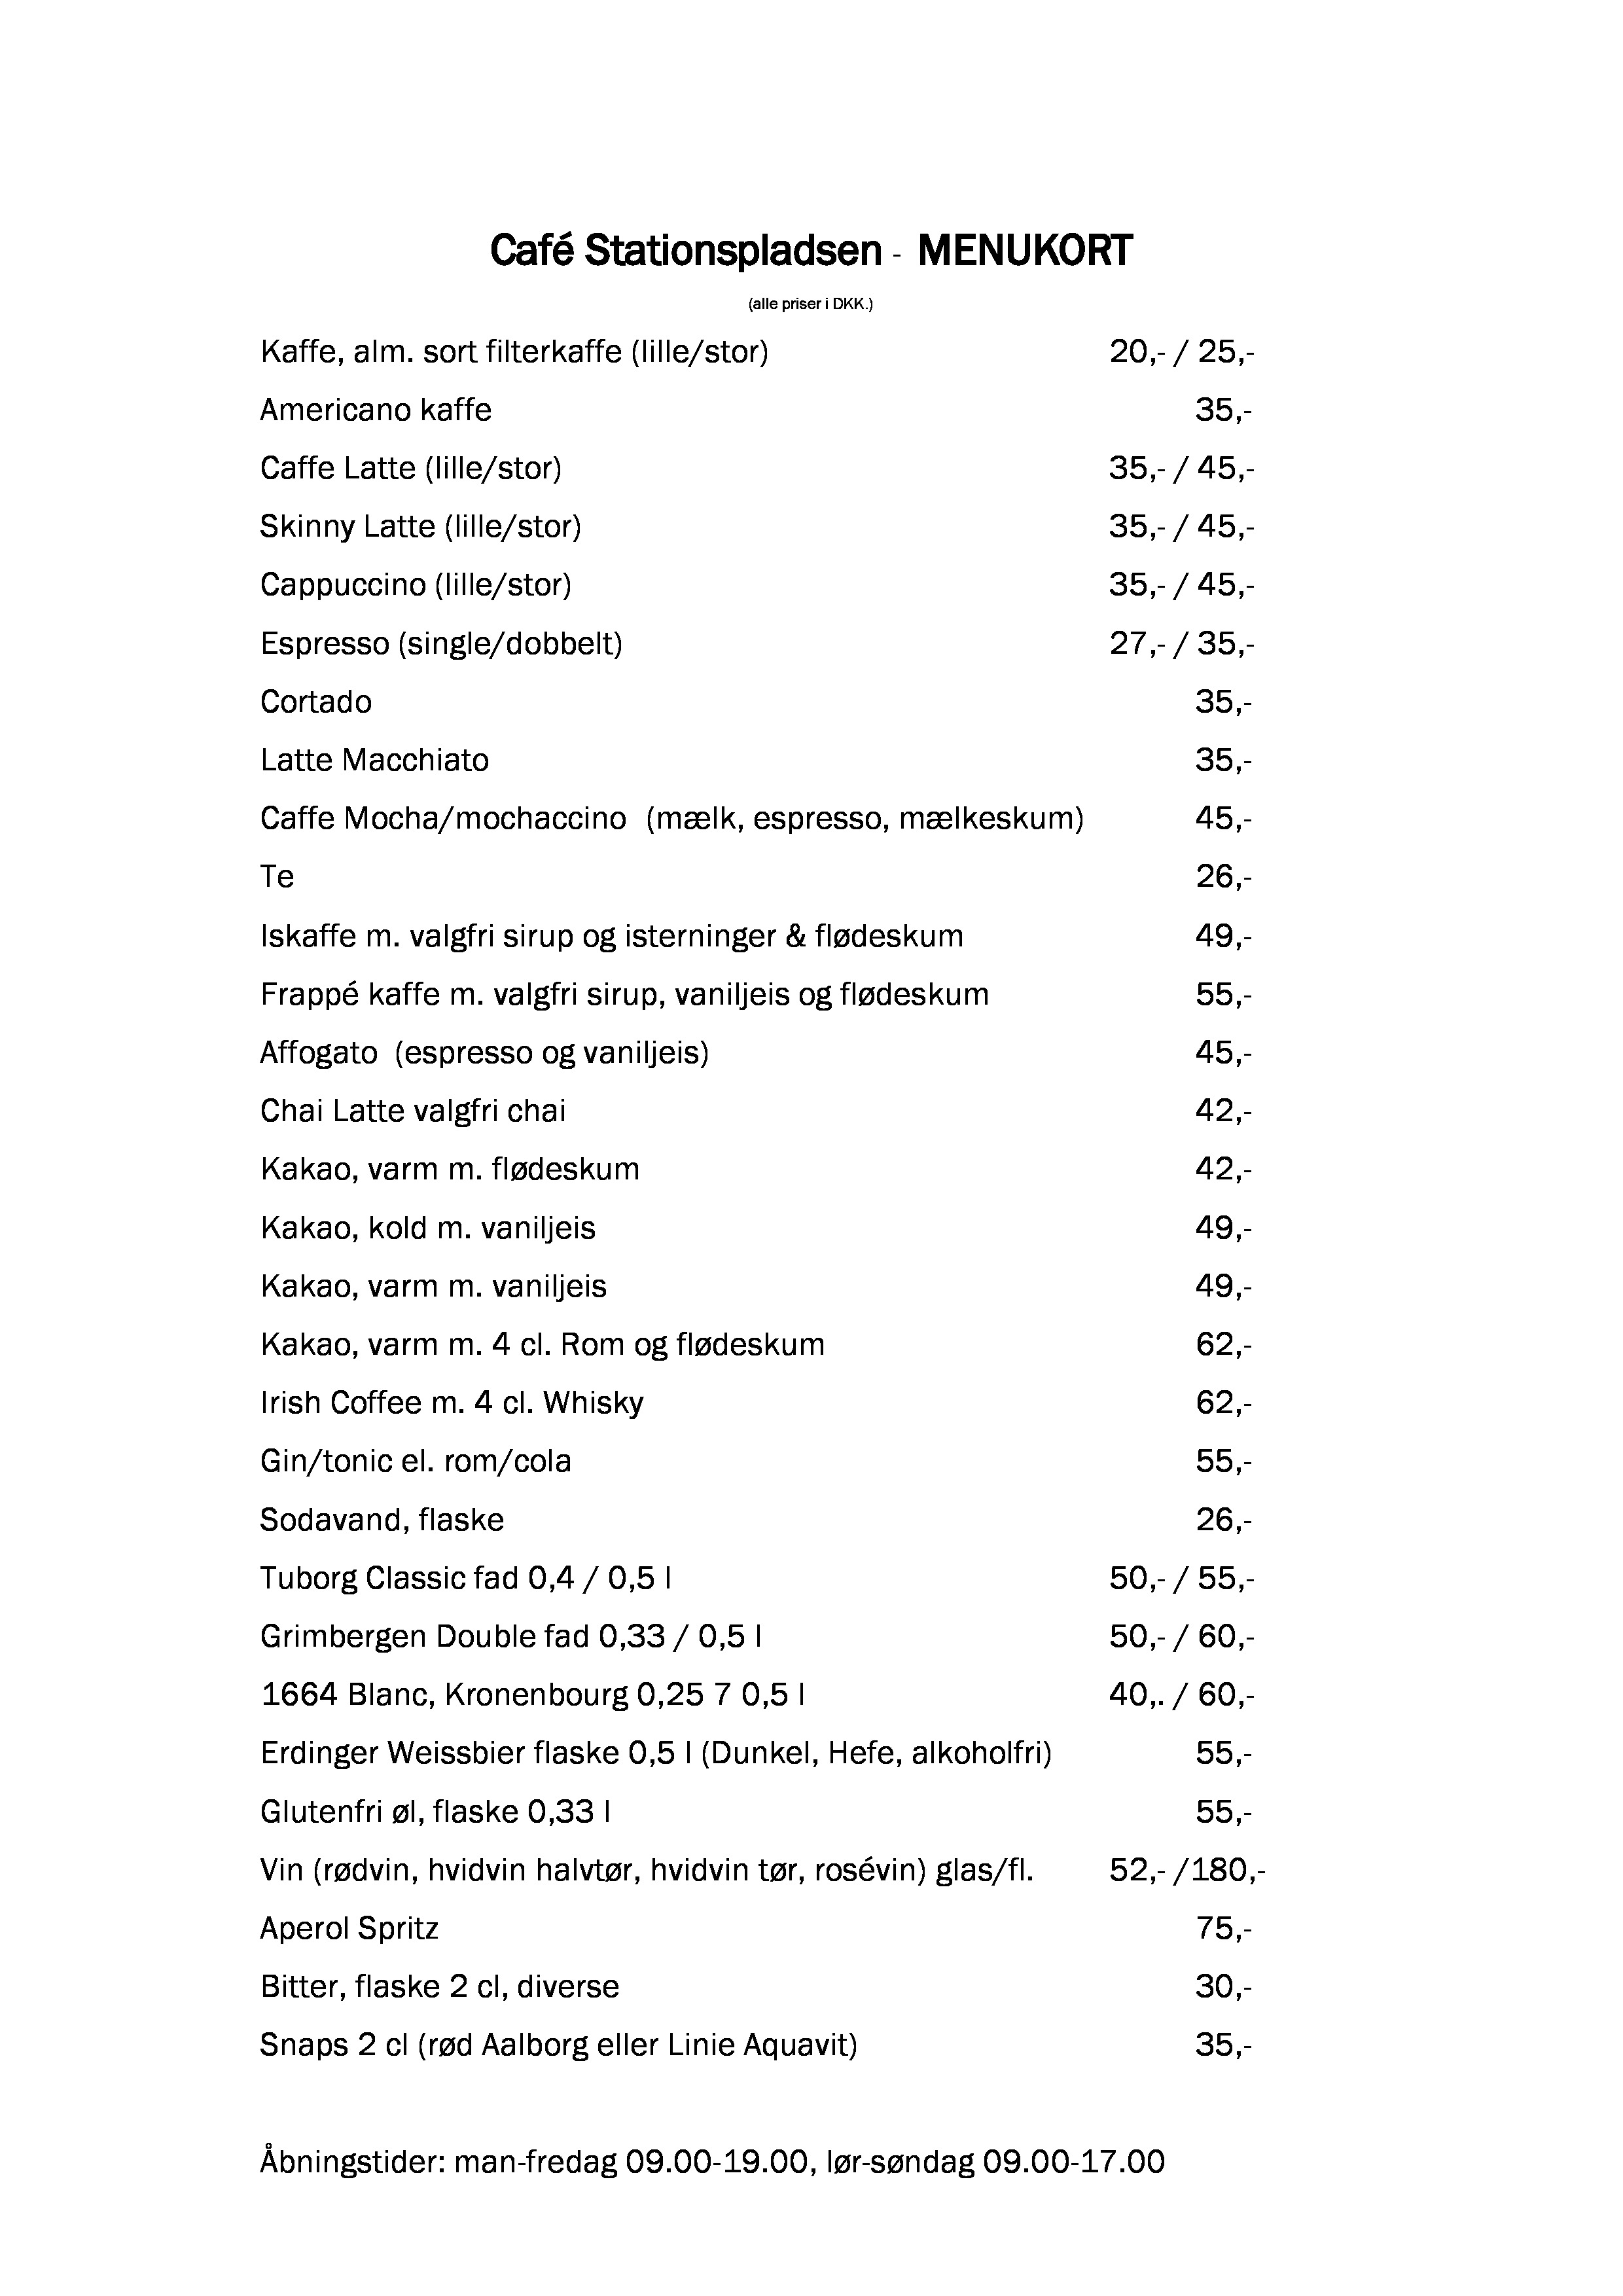 Café Stationspladsen - MENUKORT
(alle priser i DKK.)
Kaffe, alm. sort filterkaffe (lille/stor) 20,- / 25,-
Americano kaffe 35,-
Caffe Latte (lille/stor) 35,- / 45,-
Skinny Latte (lille/stor) 35,- / 45,-
Cappuccino (lille/stor) 35,- / 45,-
Espresso (single/dobbelt) 27,- / 35,-
Cortado 35,-
Latte Macchiato 35,-
Caffe Mocha/mochaccino (mælk, espresso, mælkeskum) 45,-
Te 26,-
Iskaffe m. valgfri sirup og isterninger & flødeskum 49,-
Frappé kaffe m. valgfri sirup, vaniljeis og flødeskum 55,-
Affogato (espresso og vaniljeis) 45,-
Chai Latte valgfri chai 42,-
Kakao, varm m. flødeskum 42,-
Kakao, kold m. vaniljeis 49,-
Kakao, varm m. vaniljeis 49,-
Kakao, varm m. 4 cl. Rom og flødeskum 62,-
Irish Coffee m. 4 cl. Whisky 62,-
Gin/tonic el. rom/cola 55,-
Sodavand, flaske 26,-
Tuborg Classic fad 0,4 / 0,5 l 50,- / 55,-
Grimbergen Double fad 0,33 / 0,5 l 50,- / 60,-
1664 Blanc, Kronenbourg 0,25 7 0,5 l 40,. / 60,-
Erdinger Weissbier flaske 0,5 l (Dunkel, Hefe, alkoholfri) 55,-
Glutenfri øl, flaske 0,33 l 55,-
Vin (rødvin, hvidvin halvtør, hvidvin tør, rosévin) glas/fl. 52,- /180,-
Aperol Spritz 75,-
Bitter, flaske 2 cl, diverse 30,-
Snaps 2 cl (rød Aalborg eller Linie Aquavit) 35,-
Åbningstider: man-fredag 09.00-19.00, lør-søndag 09.00-17.00